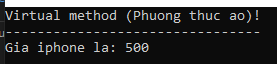 Virtual method (Phuong thuc ao)!
--------------------------------
Gia iphone la: 500